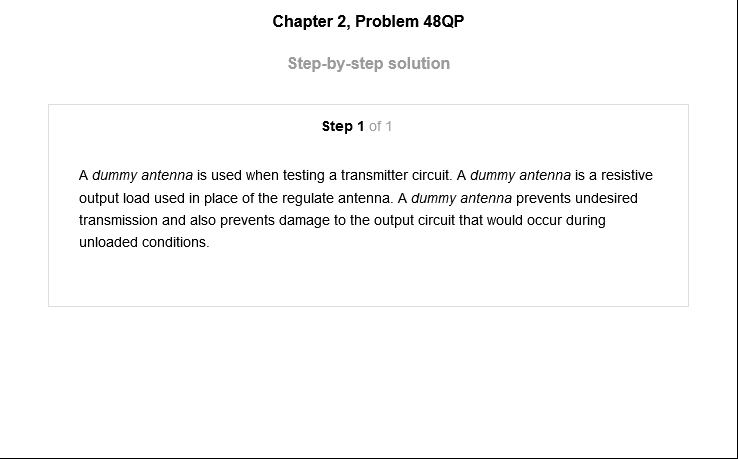 Chapter 2, Problem 48QP
Step-by-step solution
Step 1 of 1
A dummy antenna is used when testing a transmitter circuit. A dummy antenna is a resistive
output load used in place of the regulate antenna. A dummy antenna prevents undesired
transmission and also prevents damage to the output circuit that would occur during
unloaded conditions.